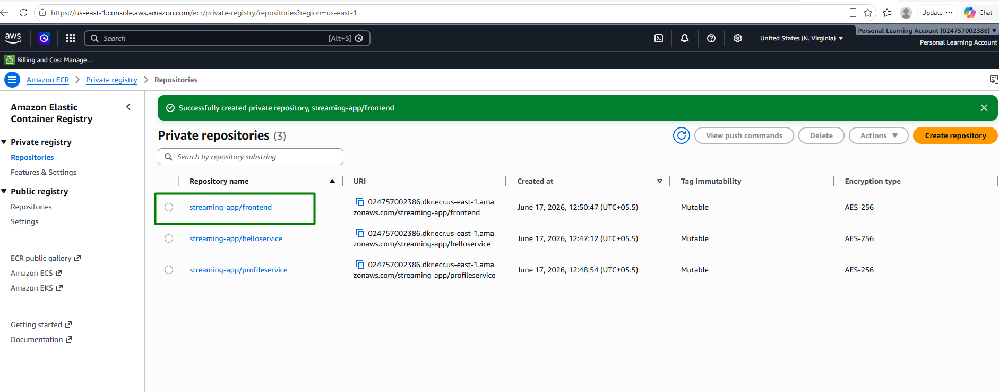 https://us-east-1.console.aws.amazon.com/ecr/private-registry/repositories?region=us-east-1
Update
Chat
aws
Search
[Alt+S]
United States (N. Virginia)
Personal Learning Account (024757002386)
Personal Learning Account
Billing and Cost Manage...
Amazon ECR
Private registry
Repositories
Amazon Elastic
Container Registry
Private registry
Repositories
Features & Settings
Public registry
Repositories
Settings
ECR public gallery
Amazon ECS
Amazon EKS
Getting started
Documentation
Successfully created private repository, streaming-app/frontend
Private repositories (3)
View push commands
Delete
Actions
Create repository
Search by repository substring
Repository name
URI
Created at
Tag immutability
Encryption type
streaming-app/frontend
024757002386.dkr.ecr.us-east-1.ama
zonaws.com/streaming-app/frontend
June 17, 2026, 12:50:47 (UTC+05.5)
Mutable
AES-256
streaming-app/helloservice
024757002386.dkr.ecr.us-east-1.ama
zonaws.com/streaming-app/helloservice
June 17, 2026, 12:47:12 (UTC+05.5)
Mutable
AES-256
streaming-app/profileservice
024757002386.dkr.ecr.us-east-1.ama
zonaws.com/streaming-app/profileservice
June 17, 2026, 12:48:54 (UTC+05.5)
Mutable
AES-256